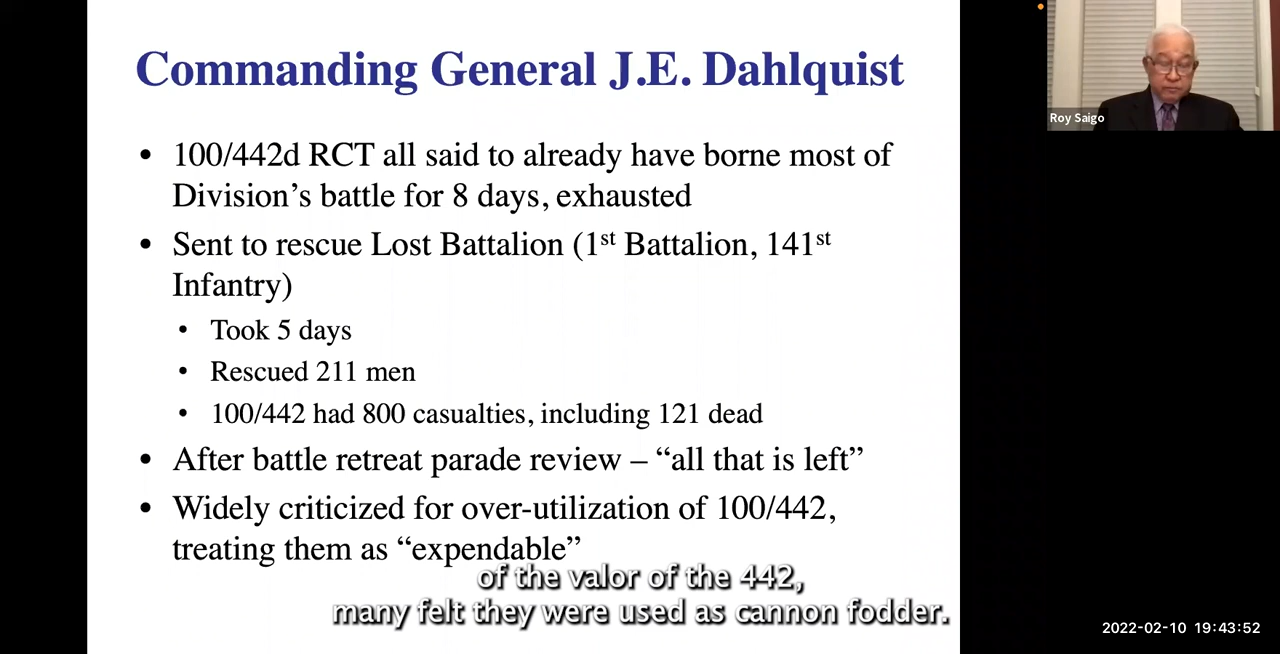 Commanding General J.E. Dahlquist
• 100/442d RCT all said to already have borne most of
Division’s battle for 8 days, exhausted
• Sent to rescue Lost Battalion (1st Battalion, 141st
Infantry)
• Took 5 days
• Rescued 211 men
• 100/442 had 800 casualties, including 121 dead
• After battle retreat parade review – “all that is left”
• Widely criticized for over-utilization of 100/442,
treating them as “expendable”
of the valor of the 442,
many felt they were used as cannon fodder.
Roy Saigo
2022-02-10 19:43:52